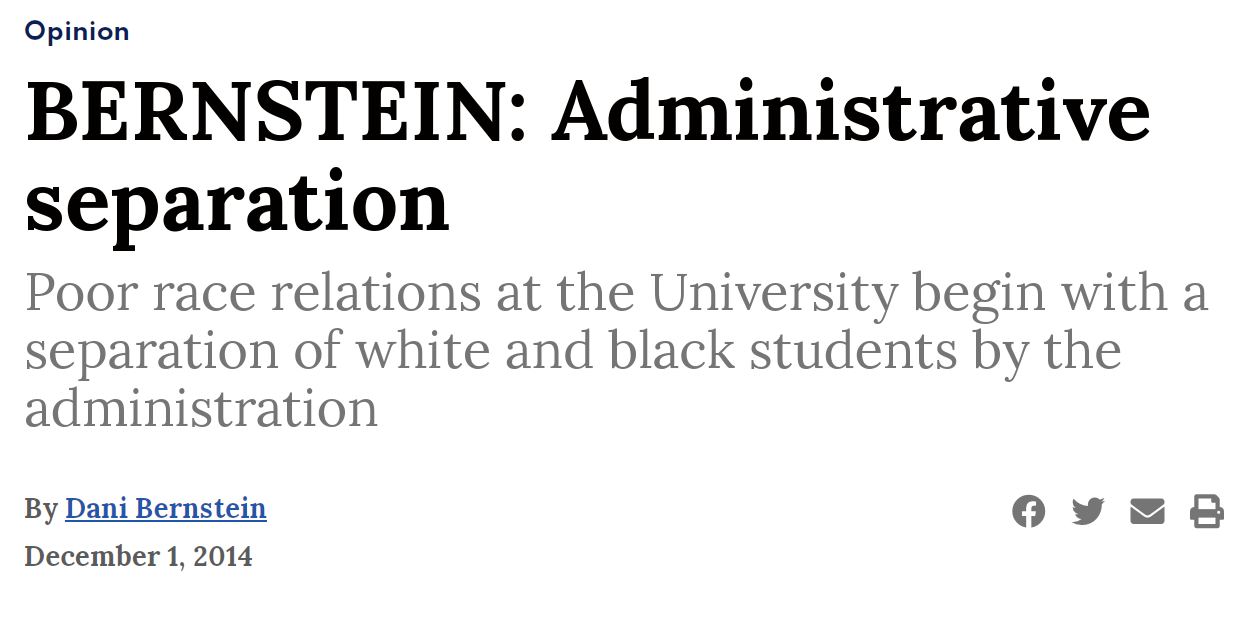 Opinion
BERNSTEIN: Administrative
separation
Poor race relations at the University begin with a
separation of white and black students by the
administration
By Dani Bernstein
December 1, 2014